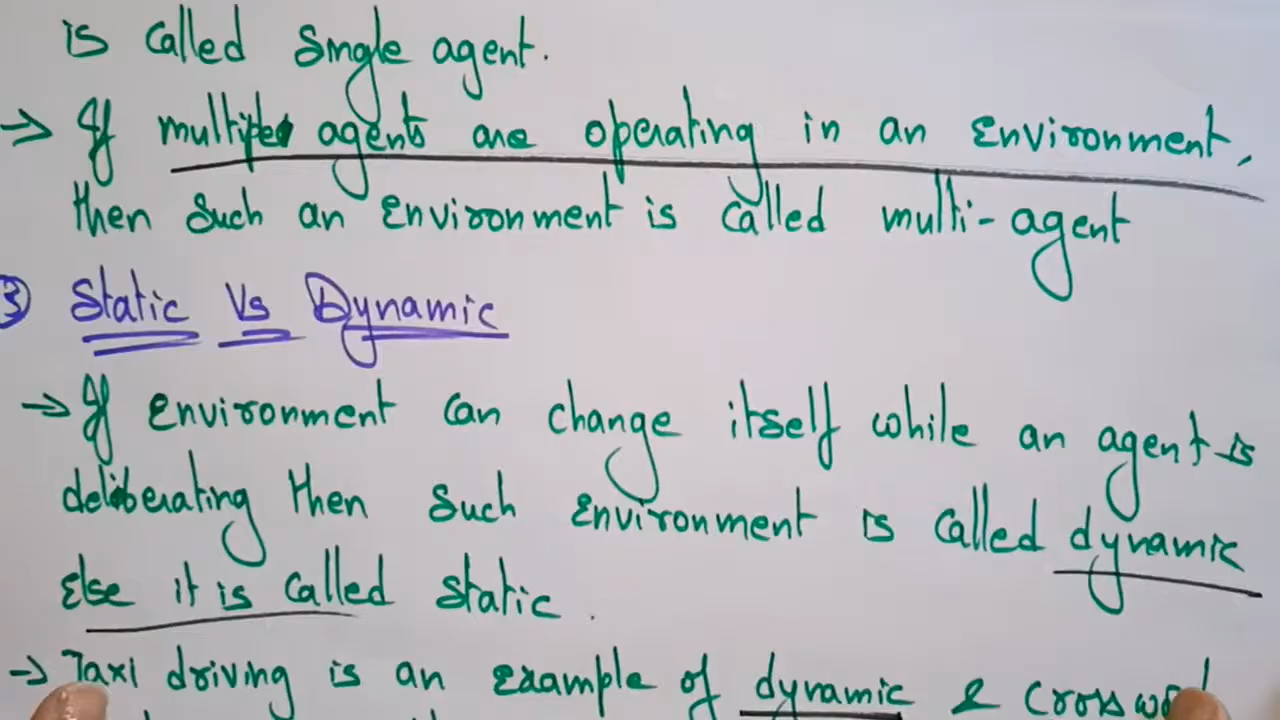 is called single agent.
→ If multiple agents are operating in an environment,
then such an environment is called multi-agent
3 Static Vs Dynamic
→ If environment can change itself while an agent is
deliberating then such environment is called dynamic
else it is called static.
→ Taxi driving is an example of dynamic &